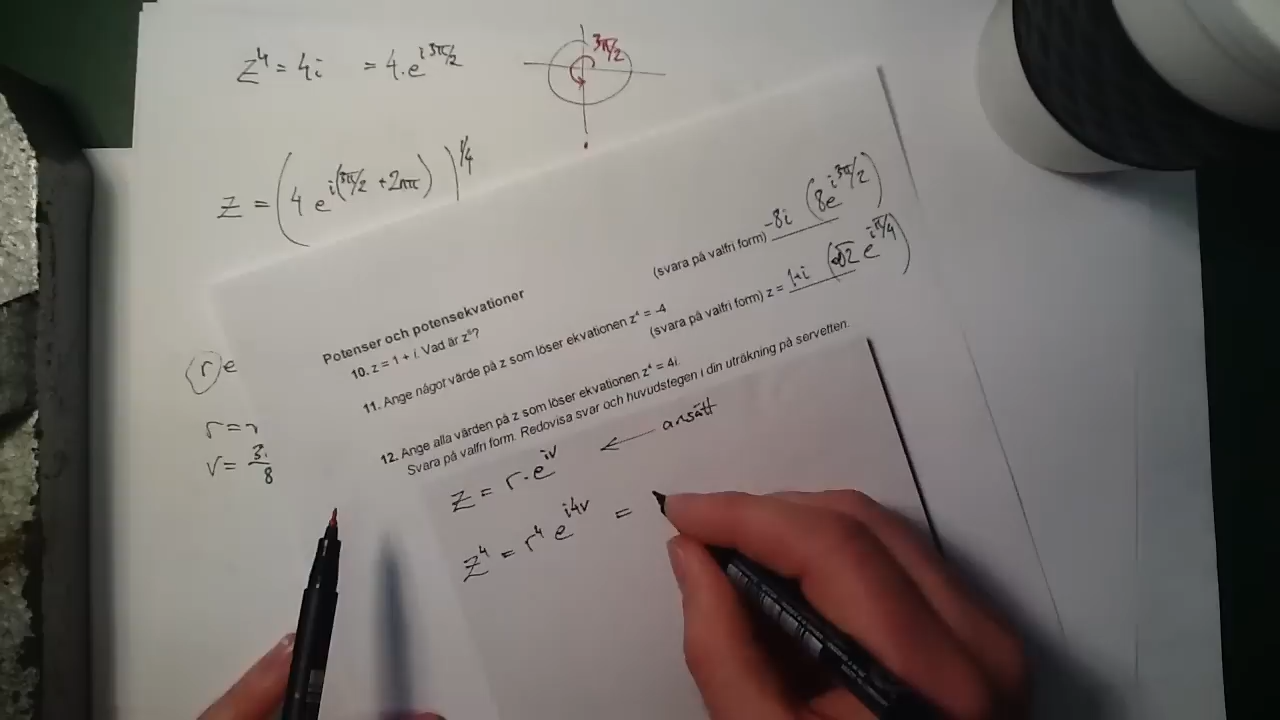 z⁴ = 4i = 4·e^{i3π/2}
3π/2
z = (4 e^{i(3π/2 + 2nπ)})^{1/4}
-8i (8e^{i3π/2})
(svara på valfri form)
Potenser och potensekvationer
10. z = 1 + i. Vad är z⁶?
1+i (√2 e^{iπ/4})
11. Ange något värde på z som löser ekvationen z⁴ = -4 (svara på valfri form) z =
12. Ange alla värden på z som löser ekvationen z⁴ = 4i.
Svara på valfri form. Redovisa svar och huvudstegen i din uträkning på servetten.
r e
r =
v = 3/8
z = r·e^{iv} ← ansätt
z⁴ = r⁴ e^{i4v} =